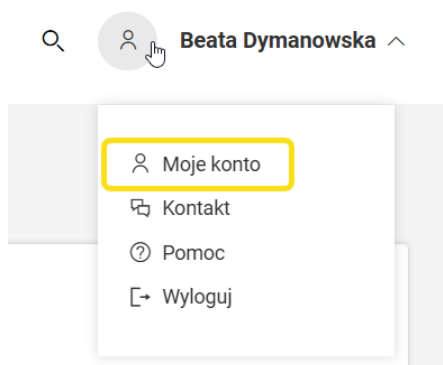 Beata Dymanowska
Moje konto
Kontakt
Pomoc
Wyloguj